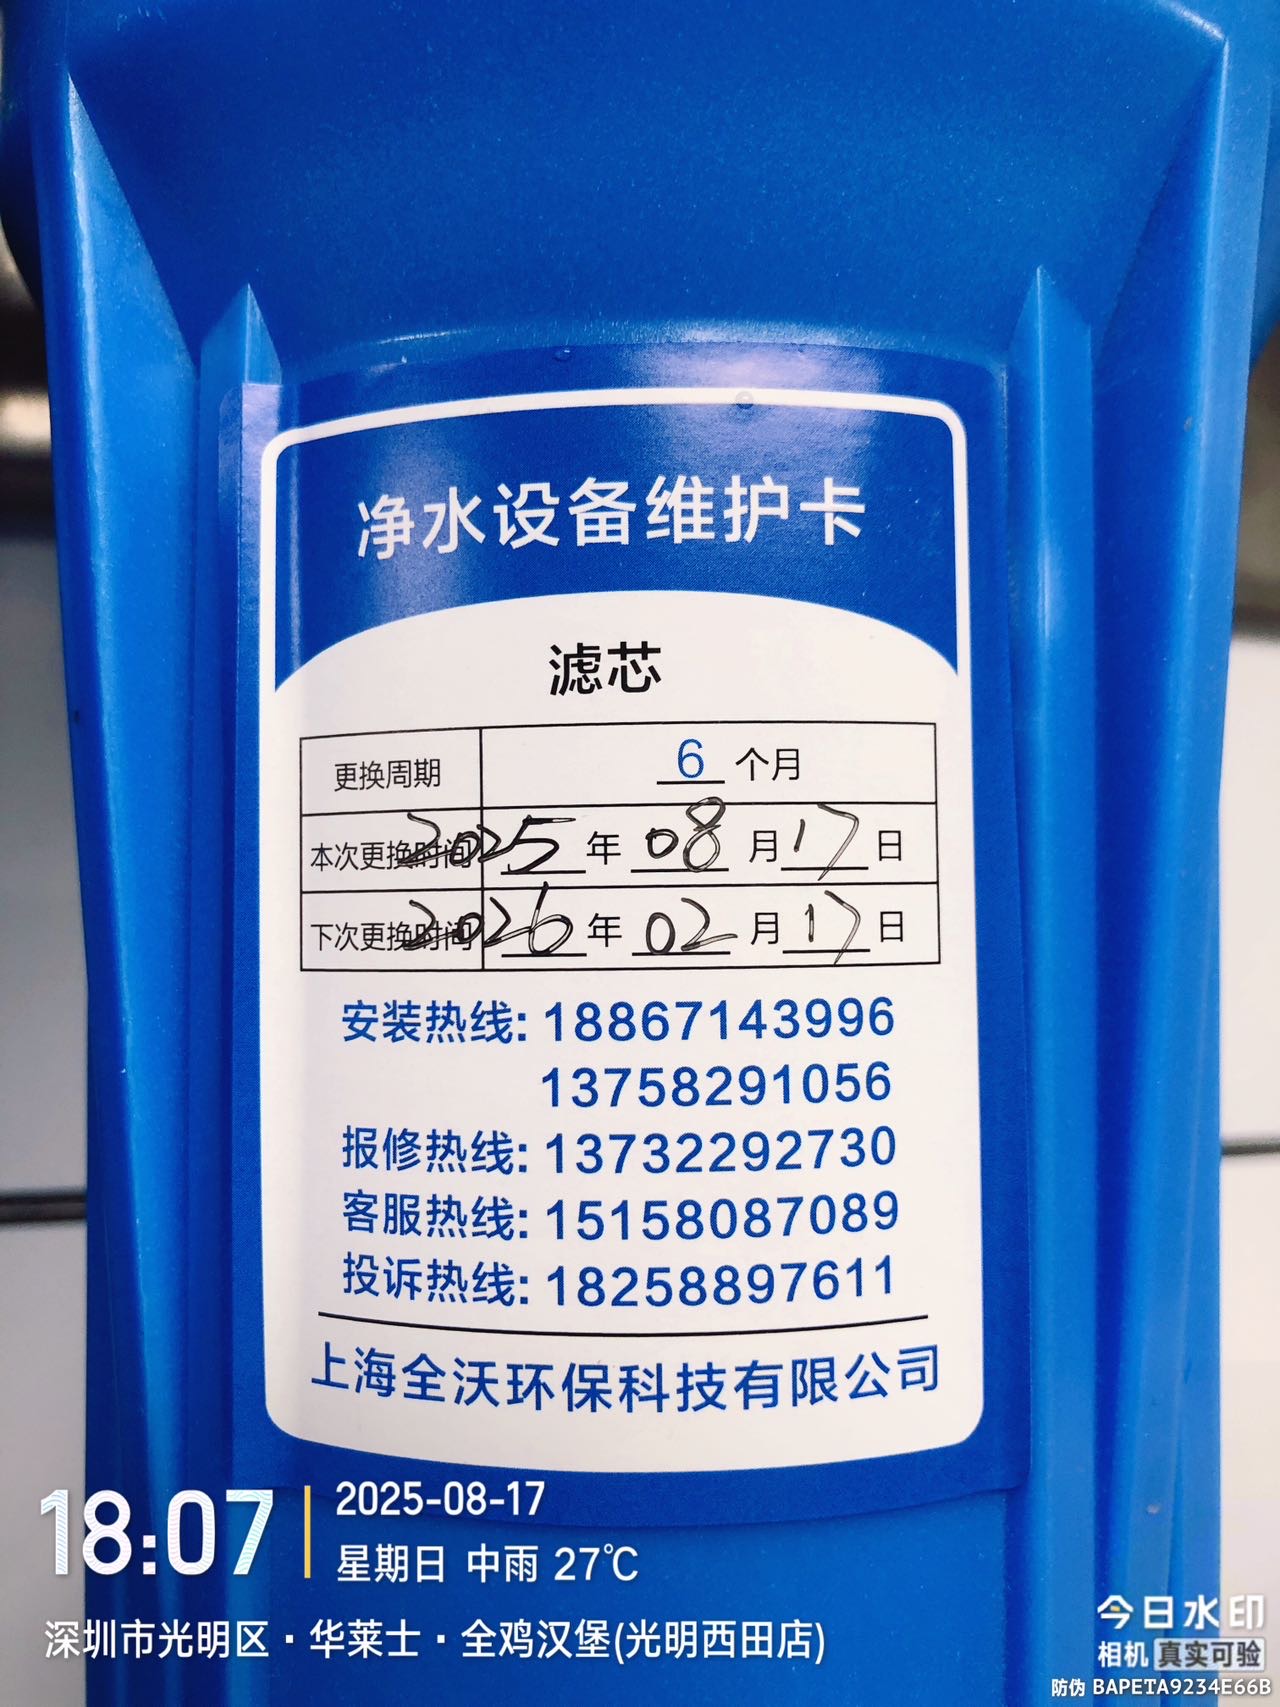 净水设备维护卡
滤芯
更换周期 6 个月
本次更换时间 2025 年 08 月 17 日
下次更换时间 2026 年 02 月 17 日
安装热线: 18867143996
13758291056
报修热线: 13732292730
客服热线: 15158087089
投诉热线: 18258897611
上海全沃环保科技有限公司
18:07
2025-08-17
星期日 中雨 27℃
深圳市光明区·华莱士·全鸡汉堡(光明西田店)
今日水印
相机 真实可验
防伪 BAPETA9234E66B